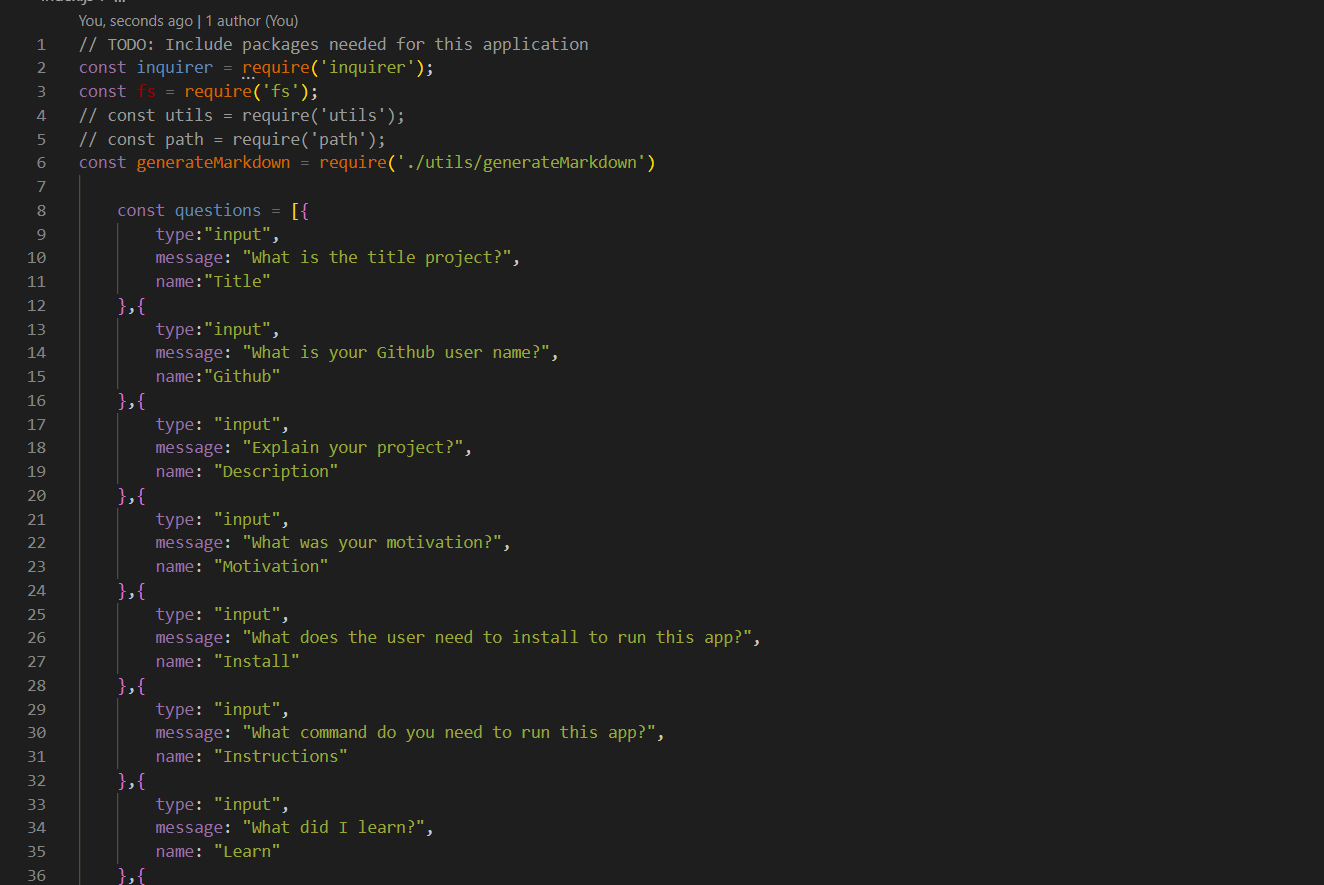 You, seconds ago | 1 author (You)
1 // TODO: Include packages needed for this application
2 const inquirer = require('inquirer');
3 const fs = require('fs');
4 // const utils = require('utils');
5 // const path = require('path');
6 const generateMarkdown = require('./utils/generateMarkdown')
7
8 const questions = [{
9 type:"input",
10 message: "What is the title project?",
11 name:"Title"
12 },{
13 type:"input",
14 message: "What is your Github user name?",
15 name:"Github"
16 },{
17 type: "input",
18 message: "Explain your project?",
19 name: "Description"
20 },{
21 type: "input",
22 message: "What was your motivation?",
23 name: "Motivation"
24 },{
25 type: "input",
26 message: "What does the user need to install to run this app?",
27 name: "Install"
28 },{
29 type: "input",
30 message: "What command do you need to run this app?",
31 name: "Instructions"
32 },{
33 type: "input",
34 message: "What did I learn?",
35 name: "Learn"
36 },{